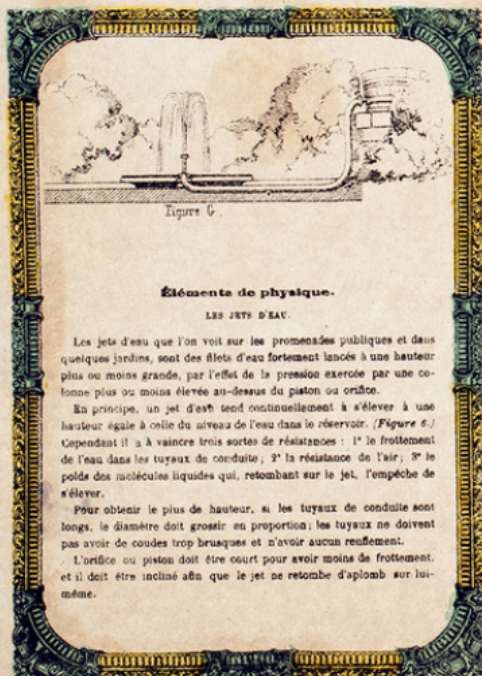 Figure 6
Éléments de physique.
LES JETS D'EAU.
Les jets d'eau que l'on voit sur les promenades publiques et dans
quelques jardins, sont des filets d'eau fortement lancés à une hauteur
plus ou moins grande, par l'effet de la pression exercée par une co-
lonne plus ou moins élevée au-dessus du piston ou orifice.
En principe, un jet d'eau tend continuellement à s'élever à une
hauteur égale à celle du niveau de l'eau dans le réservoir. (Figure 6.)
Cependant il a à vaincre trois sortes de résistances : 1° le frottement
de l'eau dans les tuyaux de conduite ; 2° la résistance de l'air ; 3° le
poids des molécules liquides qui, retombant sur le jet, l'empêche de
s'élever.
Pour obtenir le plus de hauteur, si les tuyaux de conduite sont
longs, le diamètre doit grossir en proportion ; les tuyaux ne doivent
pas avoir de coudes trop brusques et n'avoir aucun renflement.
L'orifice ou piston doit être court pour avoir moins de frottement,
et il doit être incliné afin que le jet ne retombe d'aplomb sur lui-
même.